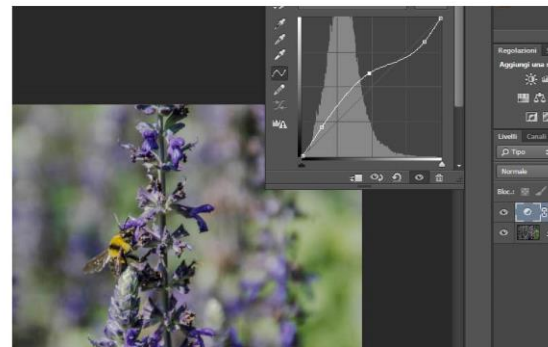 Regolazioni
Aggiungi una
Livelli Canali
Tipo
Normale
Bloc.: